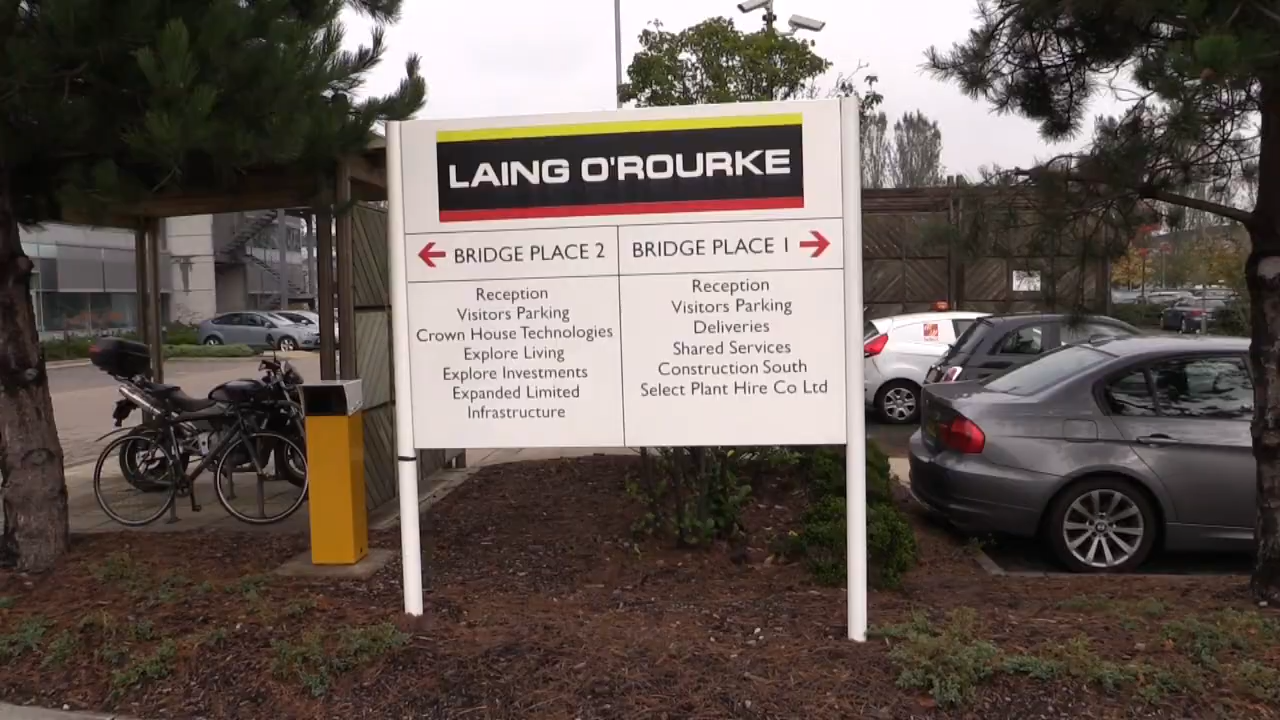 LAING O'ROURKE
BRIDGE PLACE 2
Reception
Visitors Parking
Crown House Technologies
Explore Living
Explore Investments
Expanded Limited
Infrastructure
BRIDGE PLACE 1
Reception
Visitors Parking
Deliveries
Shared Services
Construction South
Select Plant Hire Co Ltd